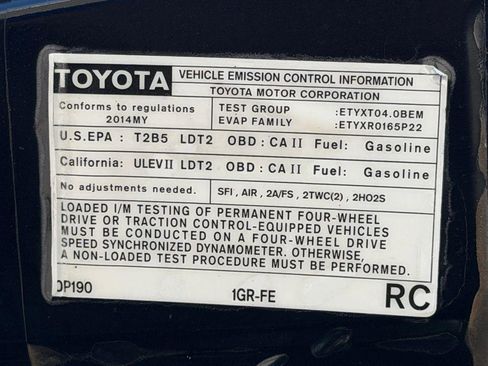 TOYOTA
VEHICLE EMISSION CONTROL INFORMATION
TOYOTA MOTOR CORPORATION
Conforms to regulations
2014MY
TEST GROUP :ETYXT04.0BEM
EVAP FAMILY :ETYXR0165P22
U.S.EPA : T2B5 LDT2 OBD : CA II Fuel: Gasoline
California: ULEVII LDT2 OBD : CA II Fuel: Gasoline
No adjustments needed.
SFI , AIR , 2A/FS , 2TWC(2) , 2HO2S
LOADED I/M TESTING OF PERMANENT FOUR-WHEEL
DRIVE OR TRACTION CONTROL-EQUIPPED VEHICLES
MUST BE CONDUCTED ON A FOUR-WHEEL DRIVE
SPEED SYNCHRONIZED DYNAMOMETER. OTHERWISE,
A NON-LOADED TEST PROCEDURE MUST BE PERFORMED.
0P190 1GR-FE RC